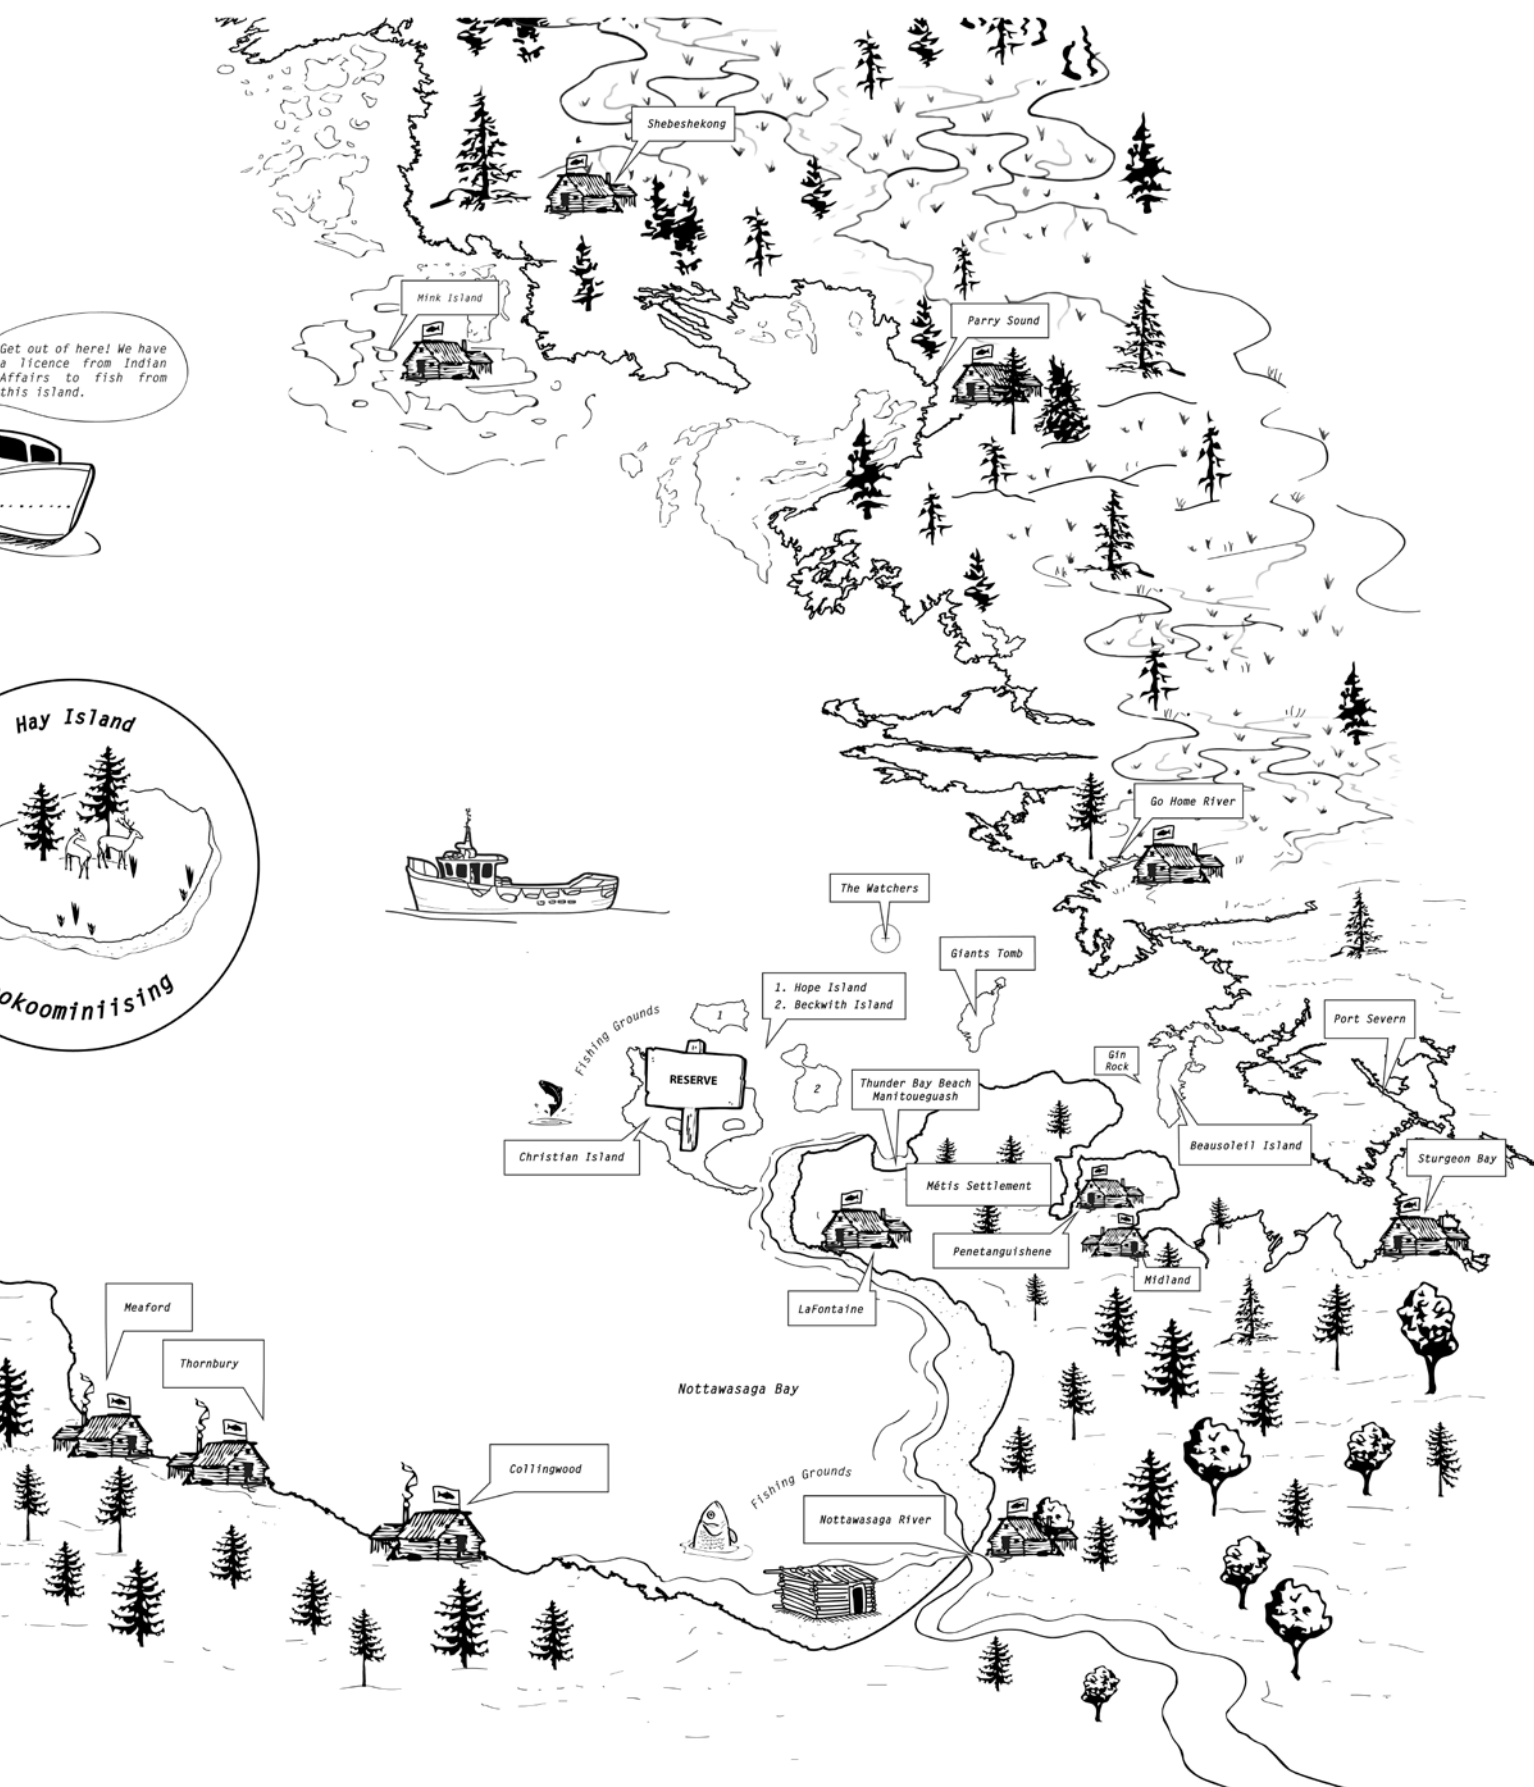 Shebeshekong
Mink Island
Parry Sound
Get out of here! We have
a licence from Indian
Affairs to fish from
this island.
Hay Island
Go Home River
The Watchers
Giants Tomb
1. Hope Island
2. Beckwith Island
Fishing Grounds
1
Port Severn
Gin
Rock
RESERVE
2
Thunder Bay Beach
Manitoueguash
Beausoleil Island
Christian Island
Sturgeon Bay
Métis Settlement
Penetanguishene
Midland
LaFontaine
Meaford
Thornbury
Nottawasaga Bay
Collingwood
Fishing Grounds
Nottawasaga River